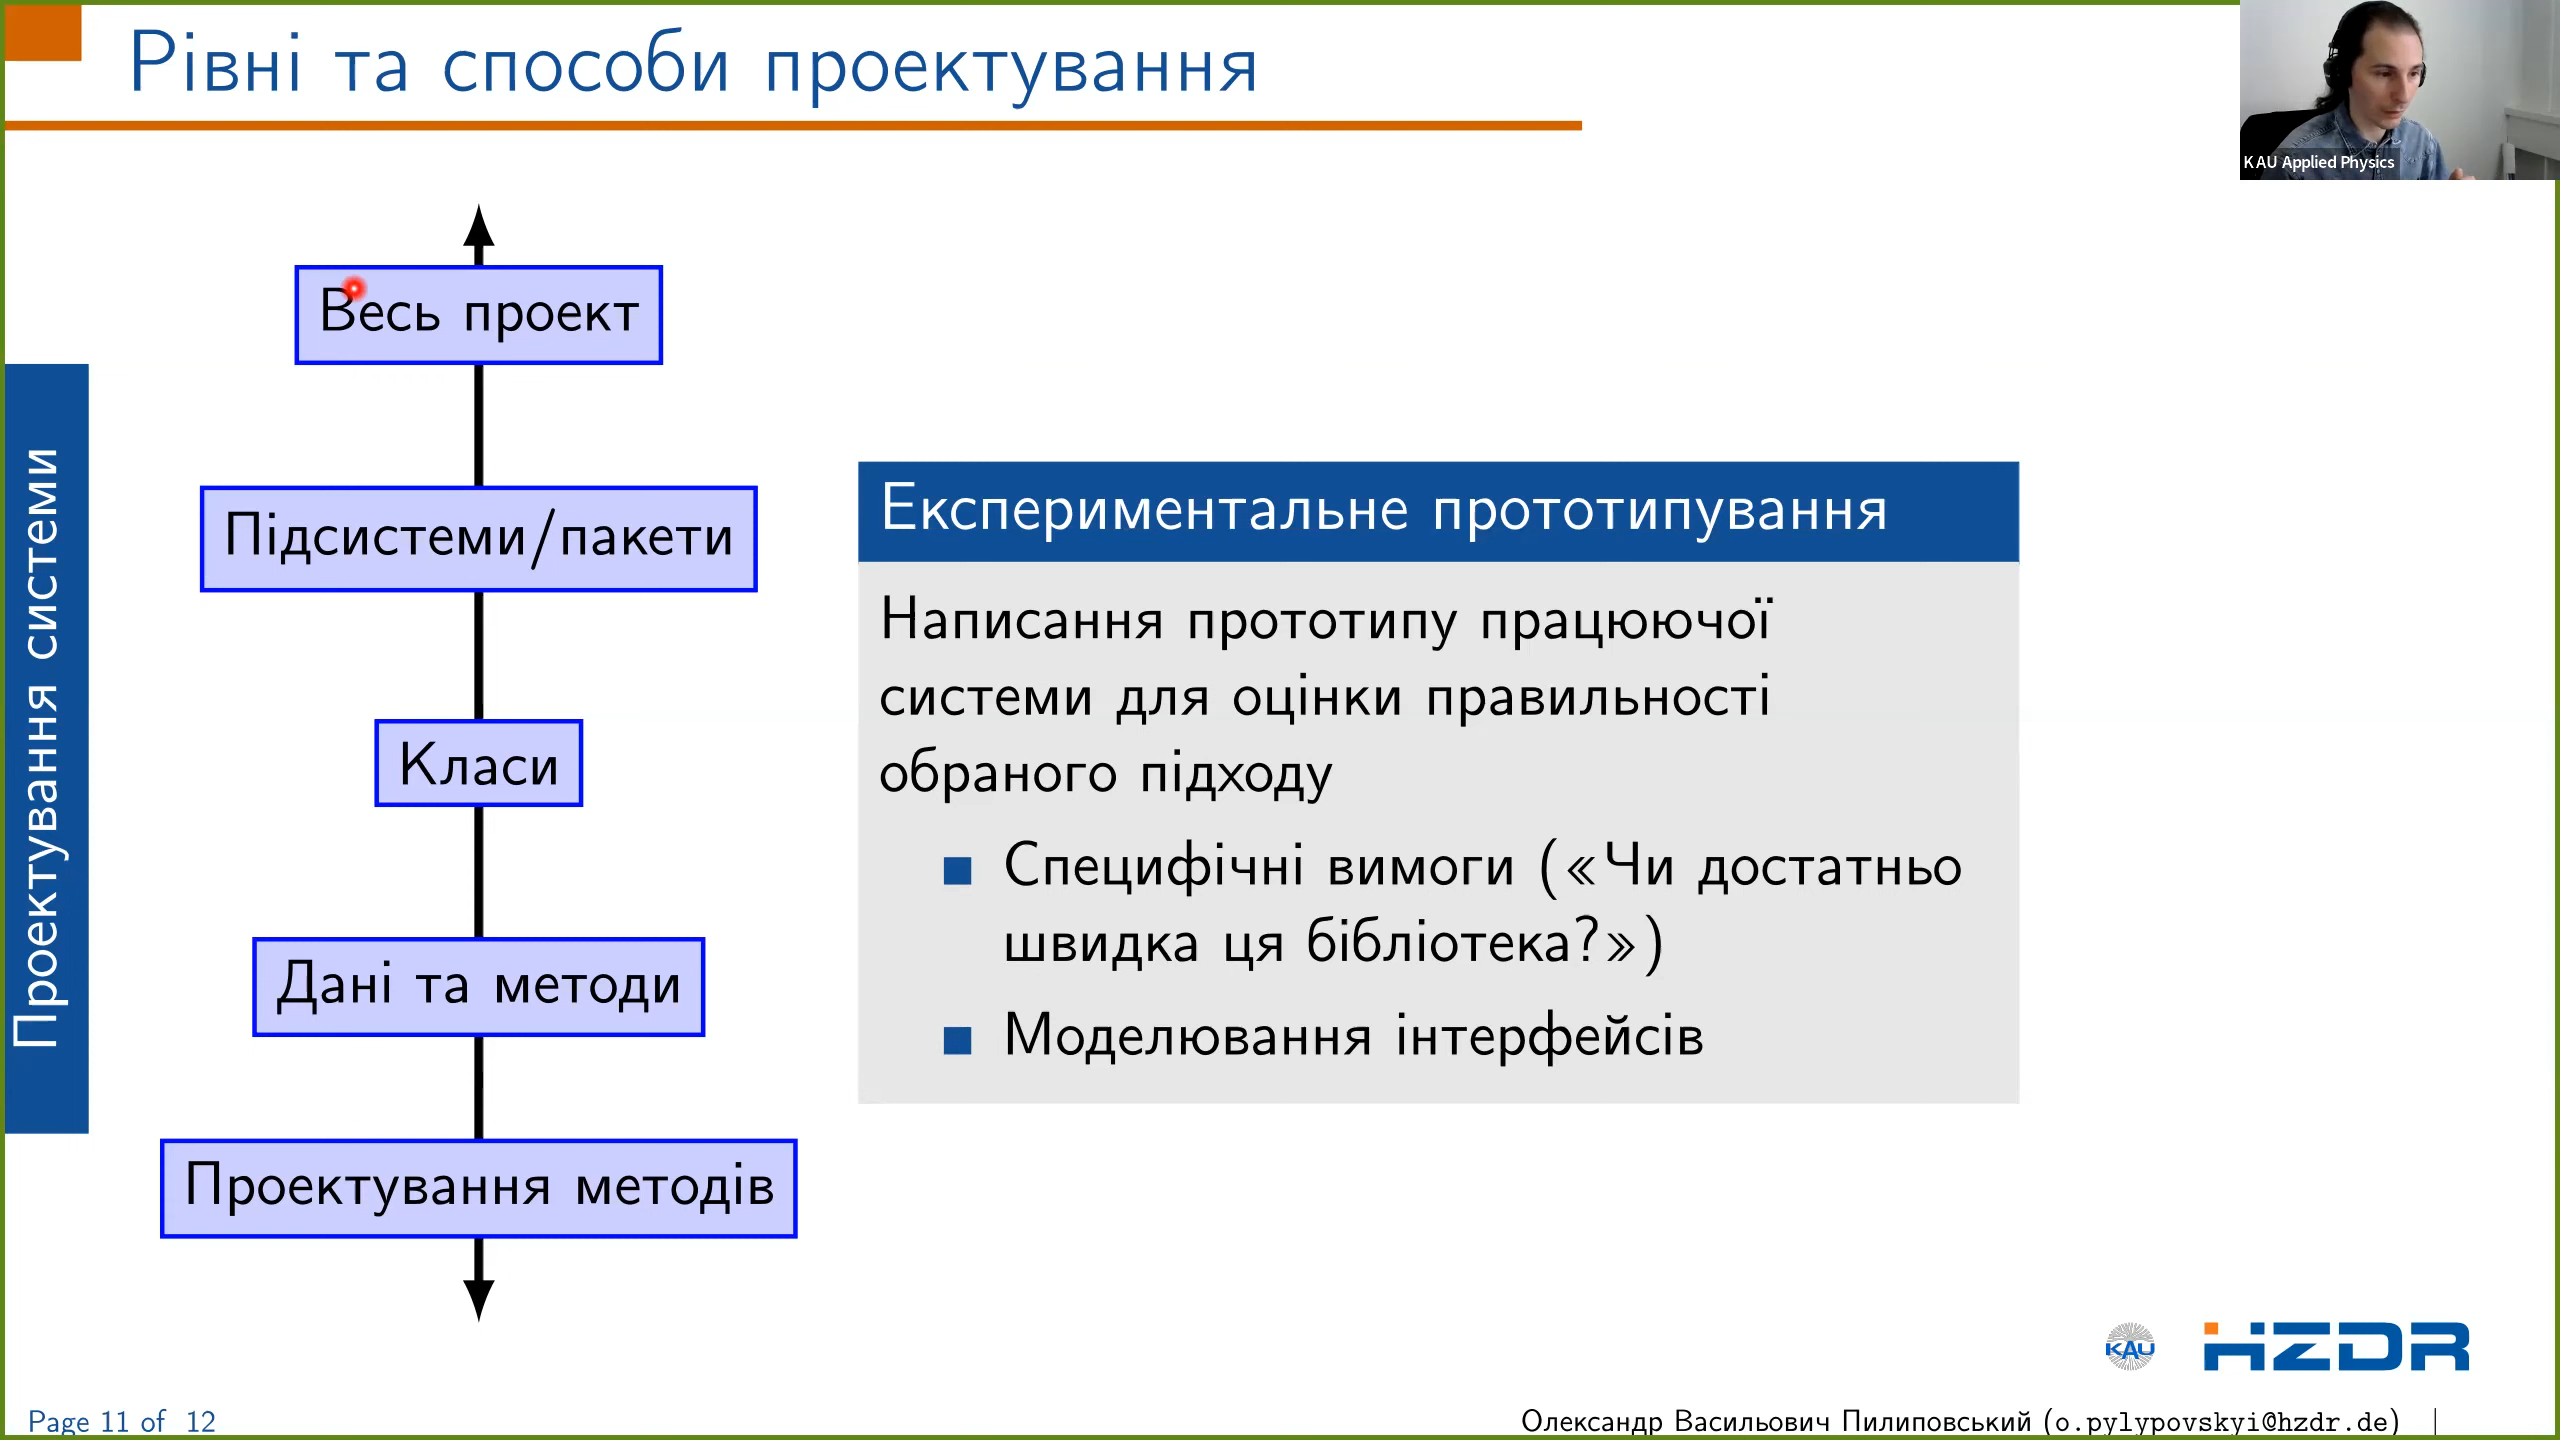 Рівні та способи проектування
KAU Applied Physics
Проектування системи
Весь проект
Підсистеми/пакети
Класи
Дані та методи
Проектування методів
Експериментальне прототипування
Написання прототипу працюючої
системи для оцінки правильності
обраного підходу
Специфічні вимоги («Чи достатньо
швидка ця бібліотека?»)
Моделювання інтерфейсів
KAU
HZDR
Page 11 of 12
Олександр Васильович Пилиповський (o.pylypovskyi@hzdr.de) |